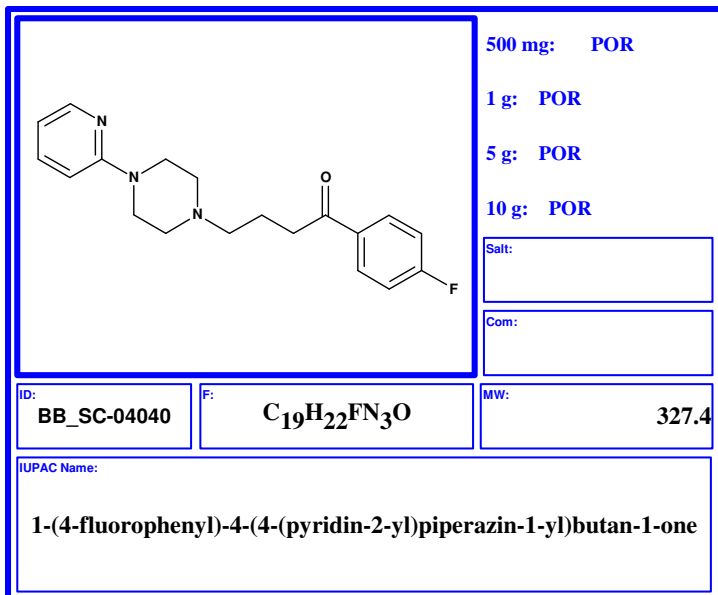 500 mg: POR
1 g: POR
5 g: POR
10 g: POR
N
N
N
O
F
Salt:
Com:
ID:
BB_SC-04040
F:
C19H22FN3O
MW:
327.4
IUPAC Name:
1-(4-fluorophenyl)-4-(4-(pyridin-2-yl)piperazin-1-yl)butan-1-one